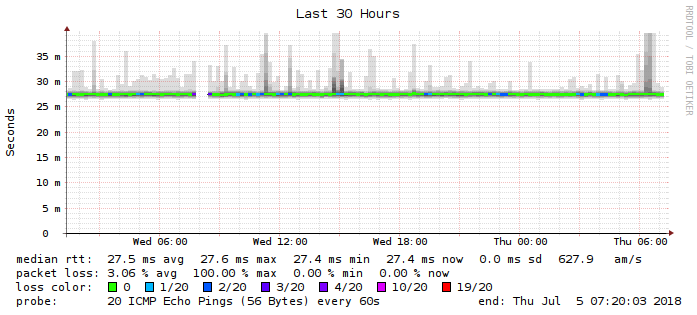 Last 30 Hours
RRDTOOL / TOBI OETIKER
Seconds
35 m
30 m
25 m
20 m
15 m
10 m
5 m
0
Wed 06:00 Wed 12:00 Wed 18:00 Thu 00:00 Thu 06:00
median rtt: 27.5 ms avg 27.6 ms max 27.4 ms min 27.4 ms now 0.0 ms sd 627.9 am/s
packet loss: 3.06 % avg 100.00 % max 0.00 % min 0.00 % now
loss color: 0 1/20 2/20 3/20 4/20 10/20 19/20
probe: 20 ICMP Echo Pings (56 Bytes) every 60s end: Thu Jul 5 07:20:03 2018